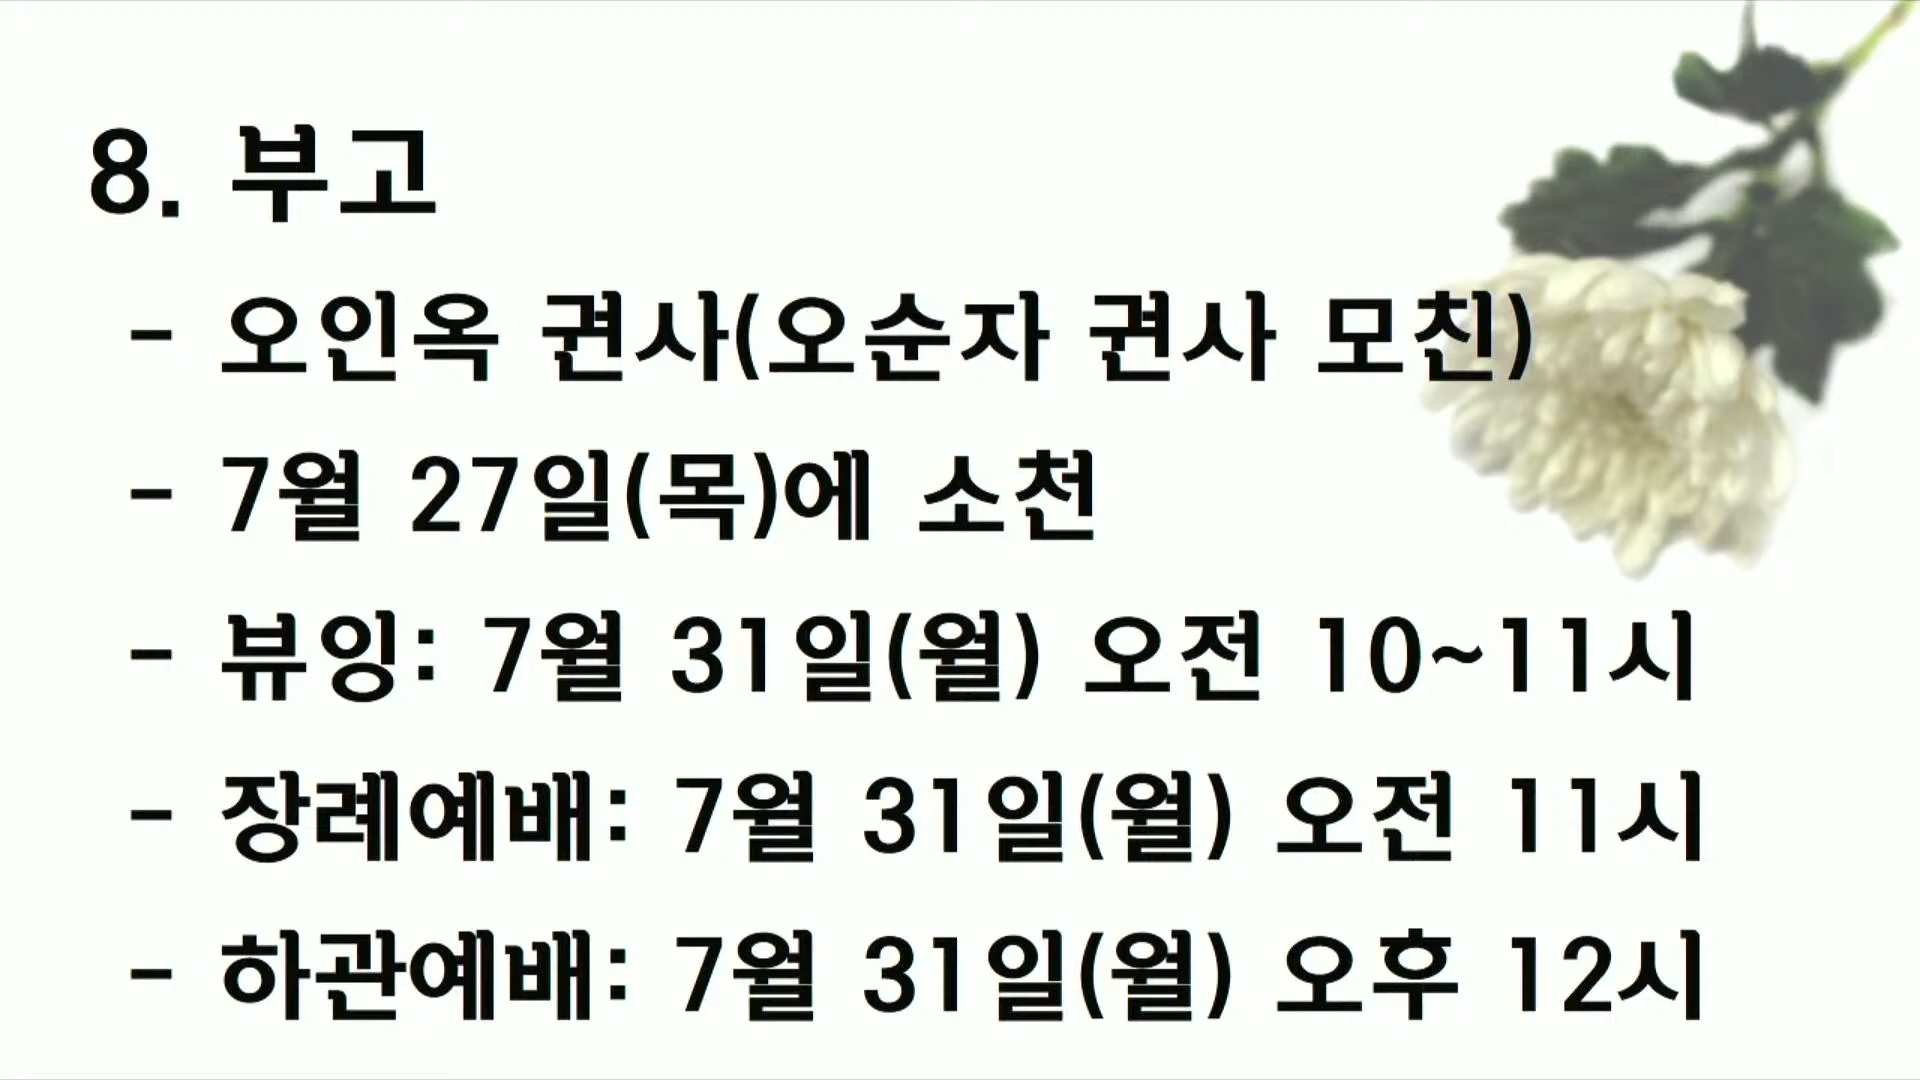 8. 부고
- 오인옥 권사(오순자 권사 모친)
- 7월 27일(목)에 소천
- 뷰잉: 7월 31일(월) 오전 10~11시
- 장례예배: 7월 31일(월) 오전 11시
- 하관예배: 7월 31일(월) 오후 12시